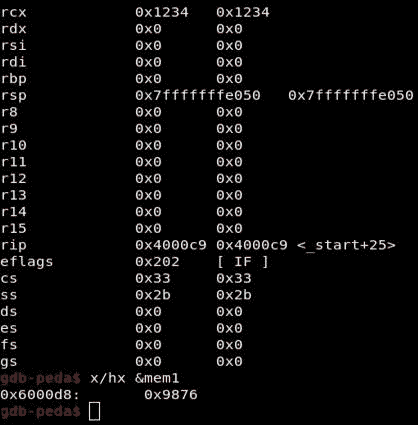 rcx 0x1234 0x1234
rdx 0x0 0x0
rsi 0x0 0x0
rdi 0x0 0x0
rbp 0x0 0x0
rsp 0x7fffffffe050 0x7fffffffe050
r8 0x0 0x0
r9 0x0 0x0
r10 0x0 0x0
r11 0x0 0x0
r12 0x0 0x0
r13 0x0 0x0
r14 0x0 0x0
r15 0x0 0x0
rip 0x4000c9 0x4000c9 <_start+25>
eflags 0x202 [ IF ]
cs 0x33 0x33
ss 0x2b 0x2b
ds 0x0 0x0
es 0x0 0x0
fs 0x0 0x0
gs 0x0 0x0
gdb-peda$ x/hx &mem1
0x6000d8: 0x9876
gdb-peda$